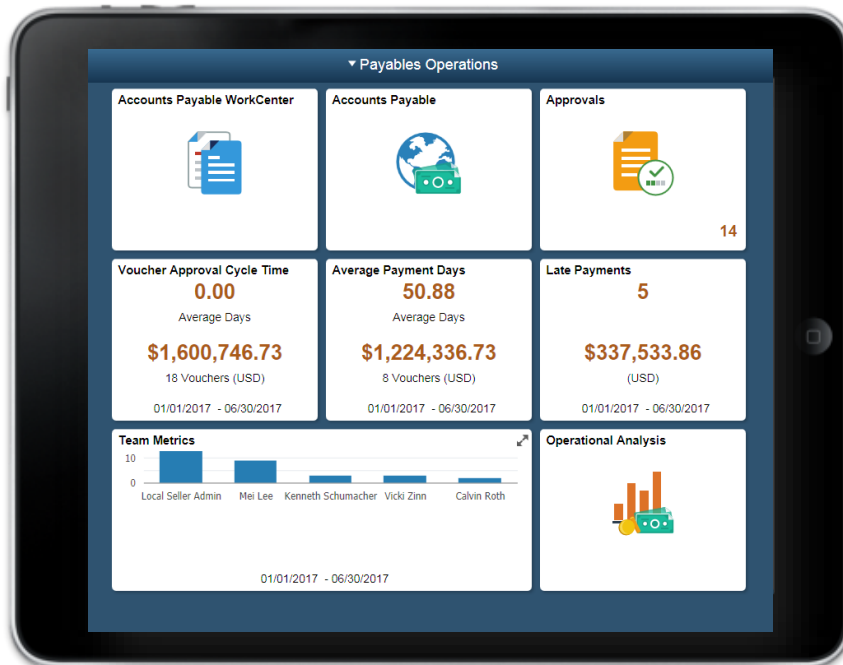 Payables Operations
Accounts Payable WorkCenter
Accounts Payable
Approvals
14
Voucher Approval Cycle Time
0.00
Average Days
$1,600,746.73
18 Vouchers (USD)
01/01/2017 - 06/30/2017
Average Payment Days
50.88
Average Days
$1,224,336.73
8 Vouchers (USD)
01/01/2017 - 06/30/2017
Late Payments
5
$337,533.86
(USD)
01/01/2017 - 06/30/2017
Team Metrics
10
0
Local Seller Admin
Mei Lee
Kenneth Schumacher
Vicki Zinn
Calvin Roth
01/01/2017 - 06/30/2017
Operational Analysis